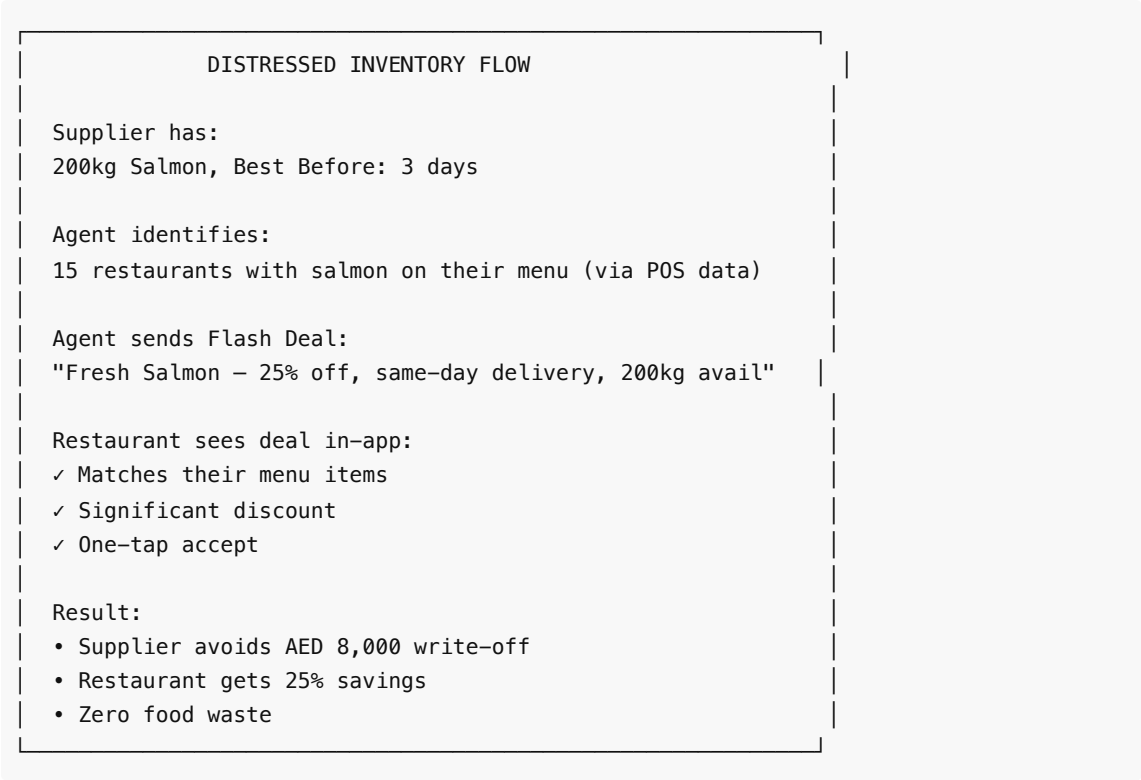 DISTRESSED INVENTORY FLOW
Supplier has:
200kg Salmon, Best Before: 3 days
Agent identifies:
15 restaurants with salmon on their menu (via POS data)
Agent sends Flash Deal:
"Fresh Salmon — 25% off, same-day delivery, 200kg avail"
Restaurant sees deal in-app:
✓ Matches their menu items
✓ Significant discount
✓ One-tap accept
Result:
• Supplier avoids AED 8,000 write-off
• Restaurant gets 25% savings
• Zero food waste